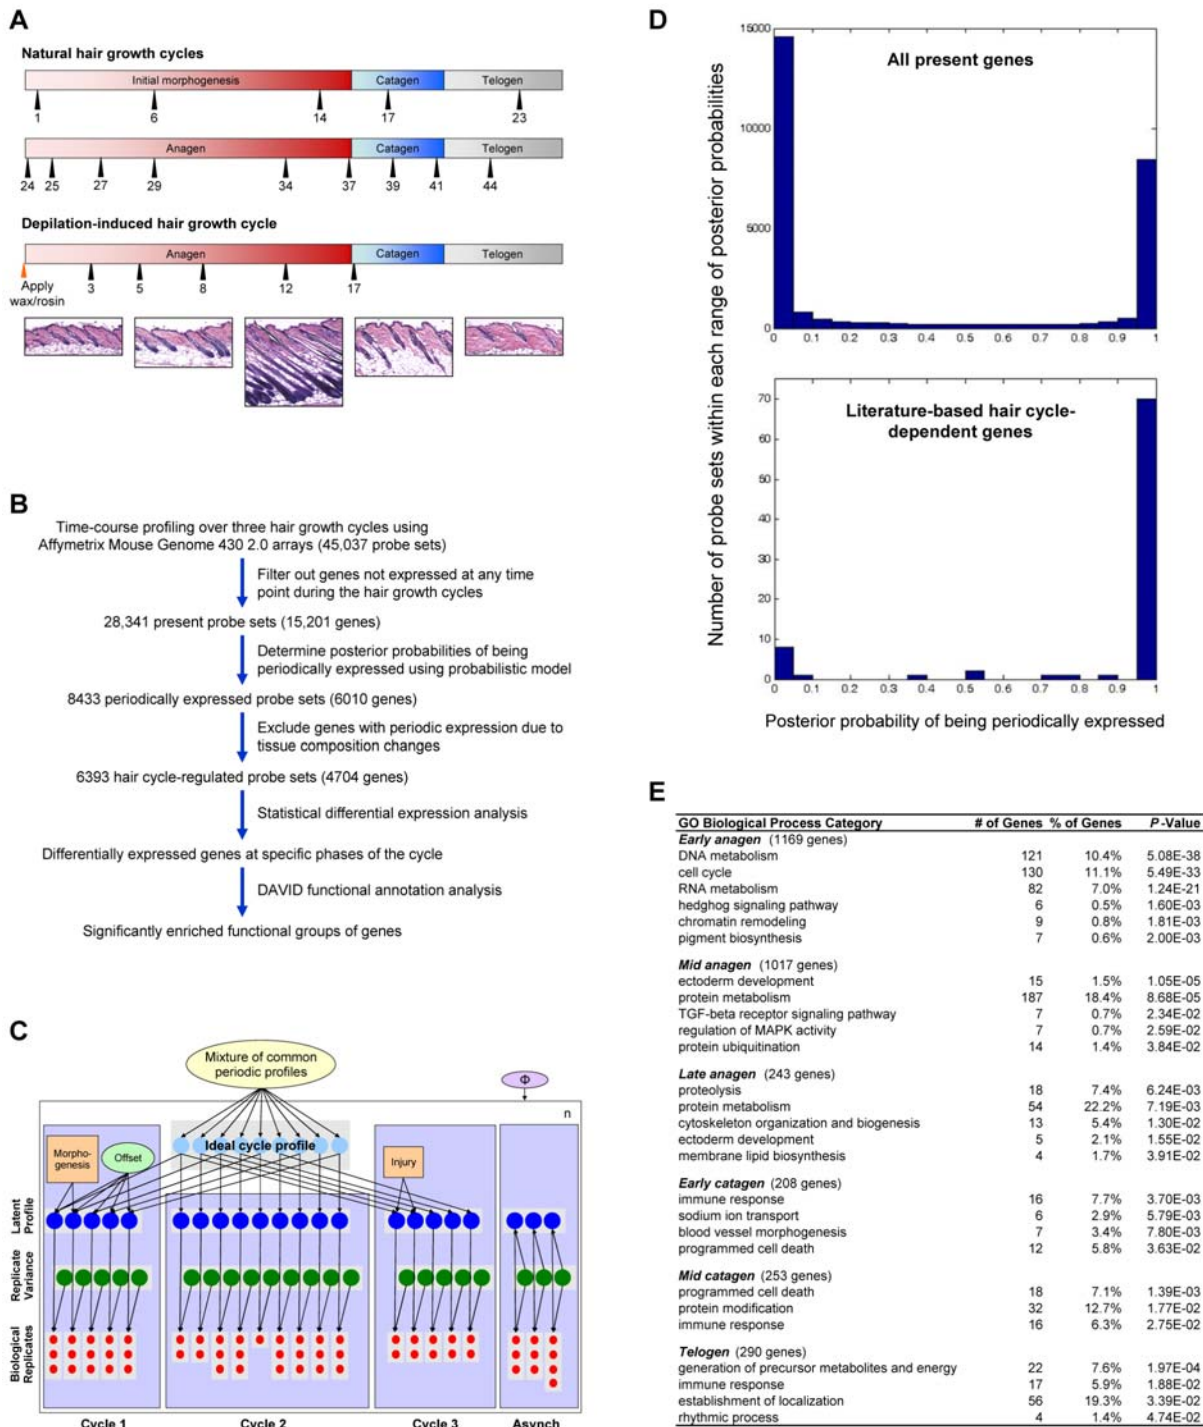 A
Natural hair growth cycles
Initial morphogenesis Catagen Telogen
1 6 14 17 23
Anagen Catagen Telogen
24 25 27 29 34 37 39 41 44
Depilation-induced hair growth cycle
Anagen Catagen Telogen
Apply
wax/rosin
3 5 8 12 17
B
Time-course profiling over three hair growth cycles using
Affymetrix Mouse Genome 430 2.0 arrays (45,037 probe sets)
Filter out genes not expressed at any time
point during the hair growth cycles
28,341 present probe sets (15,201 genes)
Determine posterior probabilities of being
periodically expressed using probabilistic model
8433 periodically expressed probe sets (6010 genes)
Exclude genes with periodic expression due to
tissue composition changes
6393 hair cycle-regulated probe sets (4704 genes)
Statistical differential expression analysis
Differentially expressed genes at specific phases of the cycle
DAVID functional annotation analysis
Significantly enriched functional groups of genes
C
Mixture of common
periodic profiles
Φ
n
Ideal cycle profile
Morpho-
genesis
Offset
Injury
Latent
Profile
Replicate
Variance
Biological
Replicates
Cycle 1 Cycle 2 Cycle 3 Asynch
D
Number of probe sets within each range of posterior probabilities
All present genes
15000
10000
5000
0
0 0.1 0.2 0.3 0.4 0.5 0.6 0.7 0.8 0.9 1
Literature-based hair cycle-
dependent genes
70
60
50
40
30
20
10
0
0 0.1 0.2 0.3 0.4 0.5 0.6 0.7 0.8 0.9 1
Posterior probability of being periodically expressed
E
GO Biological Process Category # of Genes % of Genes P-Value
Early anagen (1169 genes)
DNA metabolism 121 10.4% 5.08E-38
cell cycle 130 11.1% 5.49E-33
RNA metabolism 82 7.0% 1.24E-21
hedghog signaling pathway 6 0.5% 1.60E-03
chromatin remodeling 9 0.8% 1.81E-03
pigment biosynthesis 7 0.6% 2.00E-03
Mid anagen (1017 genes)
ectoderm development 15 1.5% 1.05E-05
protein metabolism 187 18.4% 8.68E-05
TGF-beta receptor signaling pathway 7 0.7% 2.34E-02
regulation of MAPK activity 7 0.7% 2.59E-02
protein ubiquitination 14 1.4% 3.84E-02
Late anagen (243 genes)
proteolysis 18 7.4% 6.24E-03
protein metabolism 54 22.2% 7.19E-03
cytoskeleton organization and biogenesis 13 5.4% 1.30E-02
ectoderm development 5 2.1% 1.55E-02
membrane lipid biosynthesis 4 1.7% 3.91E-02
Early catagen (208 genes)
immune response 16 7.7% 3.70E-03
sodium ion transport 6 2.9% 5.79E-03
blood vessel morphogenesis 7 3.4% 7.80E-03
programmed cell death 12 5.8% 3.63E-02
Mid catagen (253 genes)
programmed cell death 18 7.1% 1.39E-03
protein modification 32 12.7% 1.77E-02
immune response 16 6.3% 2.75E-02
Telogen (290 genes)
generation of precursor metabolites and energy 22 7.6% 1.97E-04
immune response 17 5.9% 1.88E-02
establishment of localization 56 19.3% 3.39E-02
rhythmic process 4 1.4% 4.74E-02